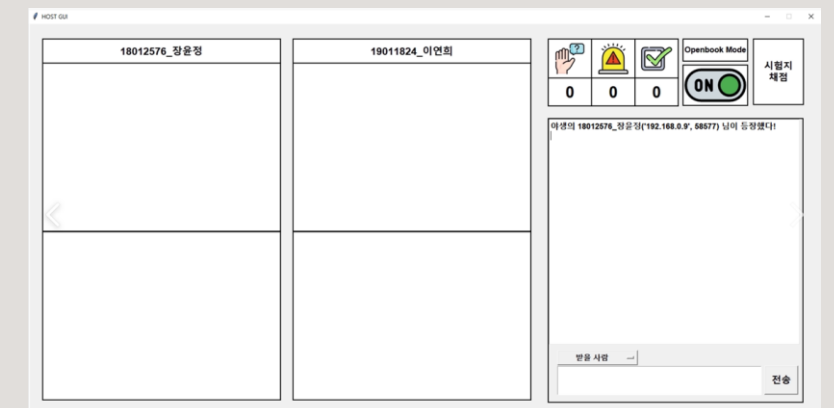 HOST GUI
18012576_장윤정
19011824_이연희
Openbook Mode
시험지
채점
ON
0 0 0
야생의 18012576_장윤정('192.168.0.9', 58577) 님이 등장했다!
받을 사람
전송